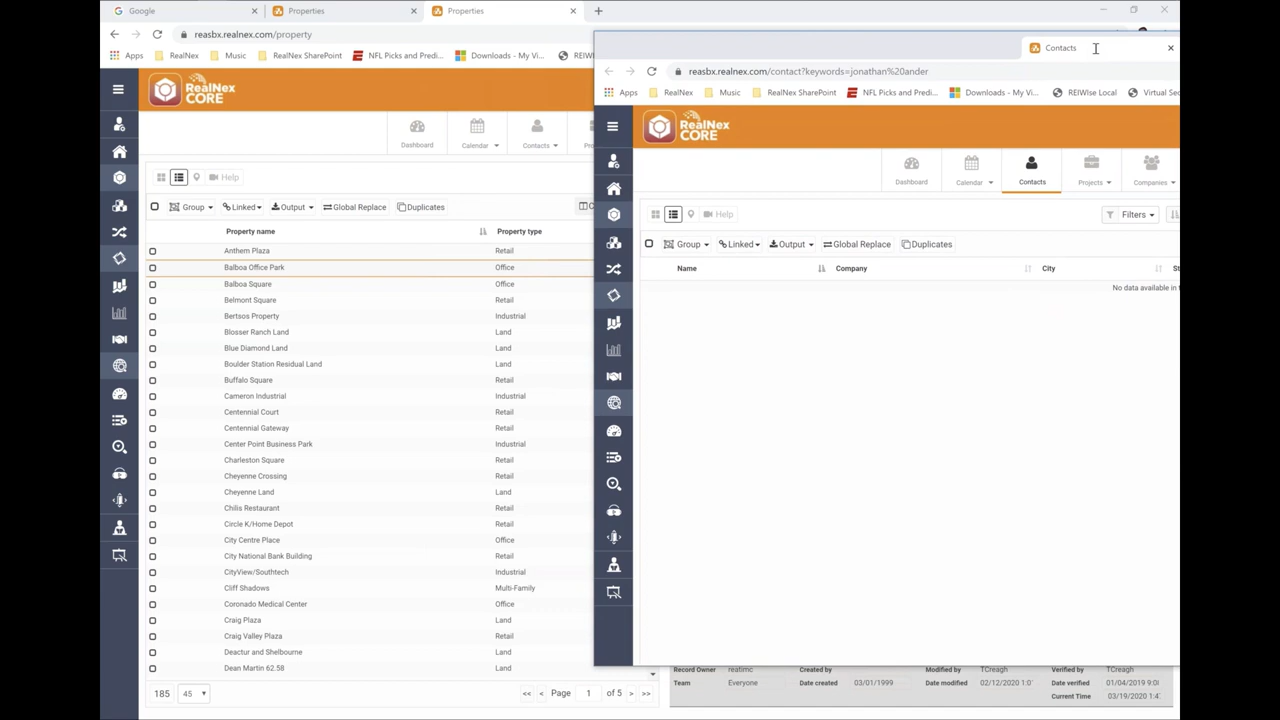 Google
Properties
Properties
reasbx.realnex.com/property
Apps
RealNex
Music
RealNex SharePoint
NFL Picks and Predi...
Downloads - My Vi...
REIW
RealNex
CORE
Dashboard
Calendar
Contacts
Help
Group
Linked
Output
Global Replace
Duplicates
Property name
Property type
Anthem Plaza Retail
Balboa Office Park Office
Balboa Square Office
Belmont Square Retail
Bertsos Property Industrial
Blosser Ranch Land Land
Blue Diamond Land Land
Boulder Station Residual Land Land
Buffalo Square Retail
Cameron Industrial Industrial
Centennial Court Retail
Centennial Gateway Retail
Center Point Business Park Industrial
Charleston Square Retail
Cheyenne Crossing Retail
Cheyenne Land Land
Chilis Restaurant Retail
Circle K/Home Depot Retail
City Centre Place Office
City National Bank Building Retail
CityView/Southtech Industrial
Cliff Shadows Multi-Family
Coronado Medical Center Office
Craig Plaza Land
Craig Valley Plaza Retail
Deactur and Shelbourne Land
Dean Martin 62.58 Land
185 45 << < Page 1 of 5 > >>
Contacts
reasbx.realnex.com/contact?keywords=jonathan%20ander
Apps
RealNex
Music
RealNex SharePoint
NFL Picks and Predi...
Downloads - My Vi...
REIWise Local
Virtual Sec
RealNex
CORE
Dashboard
Calendar
Contacts
Projects
Companies
Help
Filters
Group
Linked
Output
Global Replace
Duplicates
Name
Company
City
No data available in
Record Owner reatimc Created by Modified by TCreagh Verified by TCreagh
Team Everyone Date created 03/01/1999 Date modified 02/12/2020 1:0 Date verified 01/04/2019 9:0
Current Time 03/19/2020 1:4